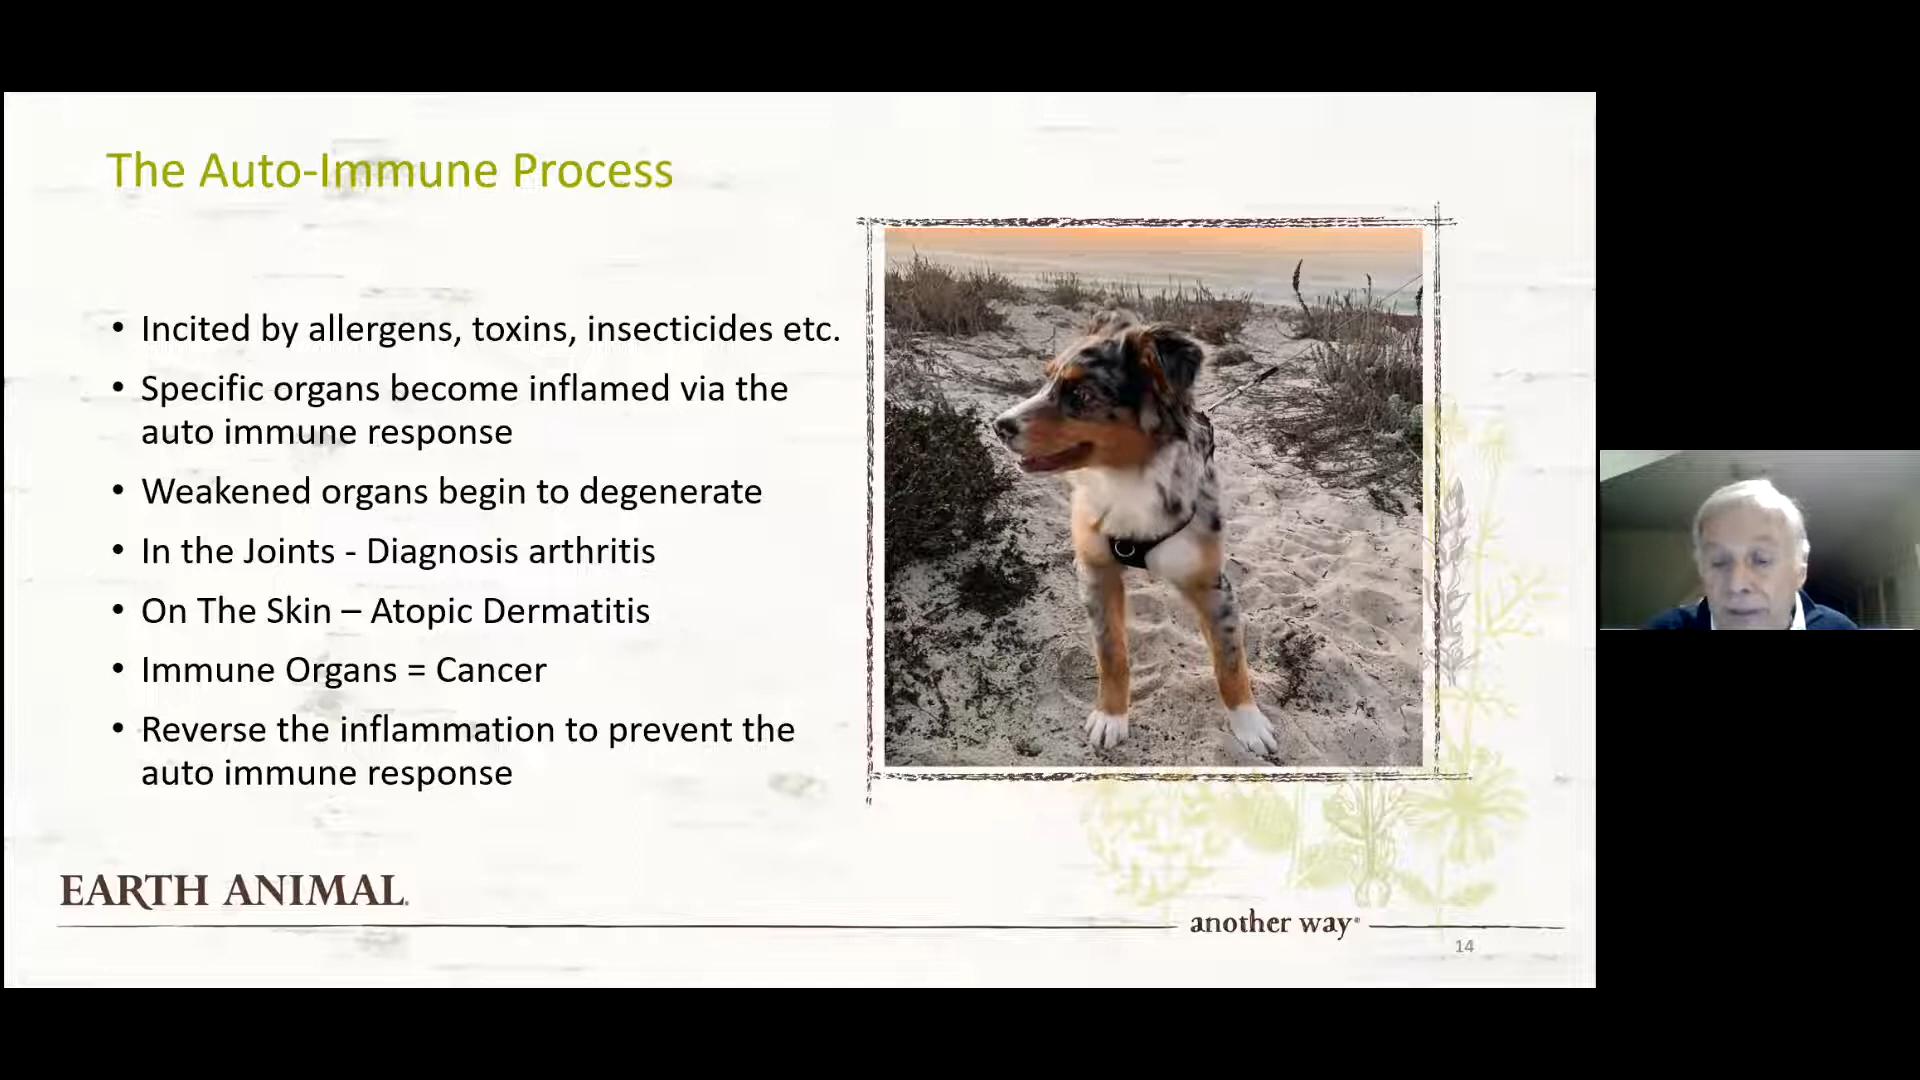 The Auto-Immune Process
• Incited by allergens, toxins, insecticides etc.
• Specific organs become inflamed via the
auto immune response
• Weakened organs begin to degenerate
• In the Joints - Diagnosis arthritis
• On The Skin – Atopic Dermatitis
• Immune Organs = Cancer
• Reverse the inflammation to prevent the
auto immune response
EARTH ANIMAL®
another way®
14